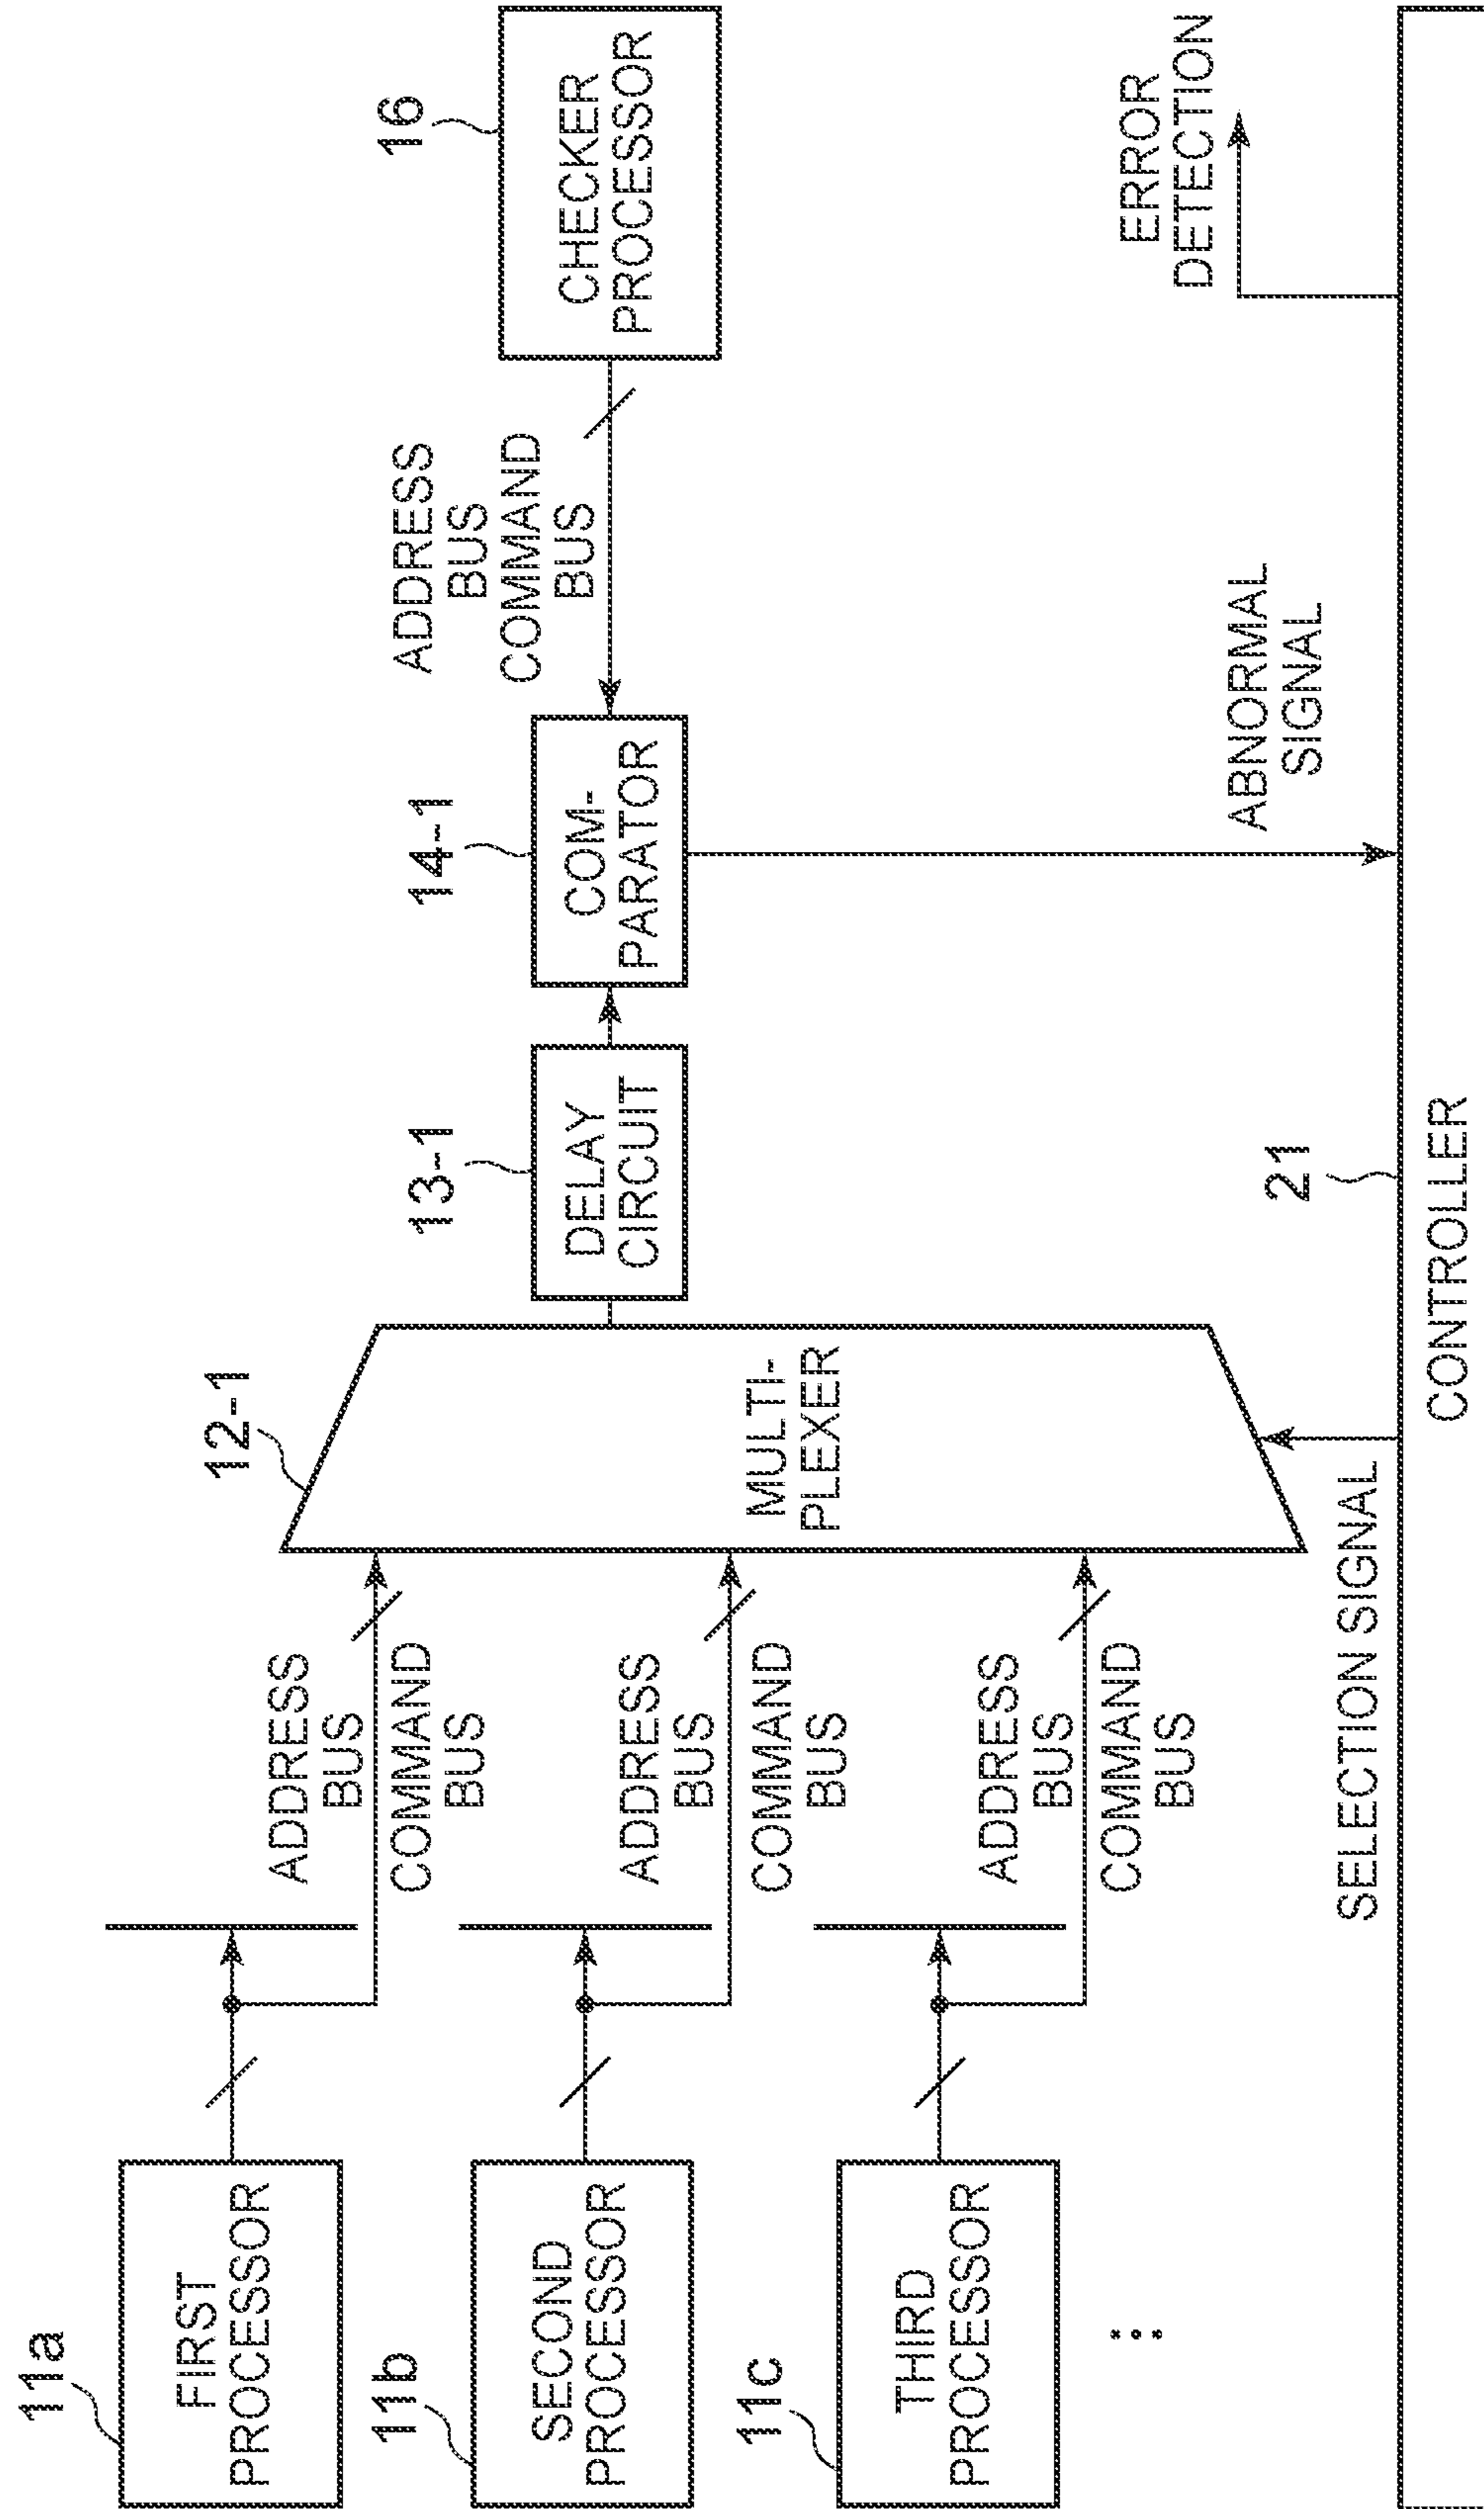 11a
FIRST
PROCESSOR
11b
SECOND
PROCESSOR
11c
THIRD
PROCESSOR
ADDRESS
BUS
COMMAND
BUS
ADDRESS
BUS
COMMAND
BUS
ADDRESS
BUS
COMMAND
BUS
12-1
MULTI-
PLEXER
SELECTION SIGNAL
13-1
DELAY
CIRCUIT
14-1
COM-
PARATOR
ADDRESS
BUS
COMMAND
BUS
16
CHECKER
PROCESSOR
ABNORMAL
SIGNAL
ERROR
DETECTION
21
CONTROLLER